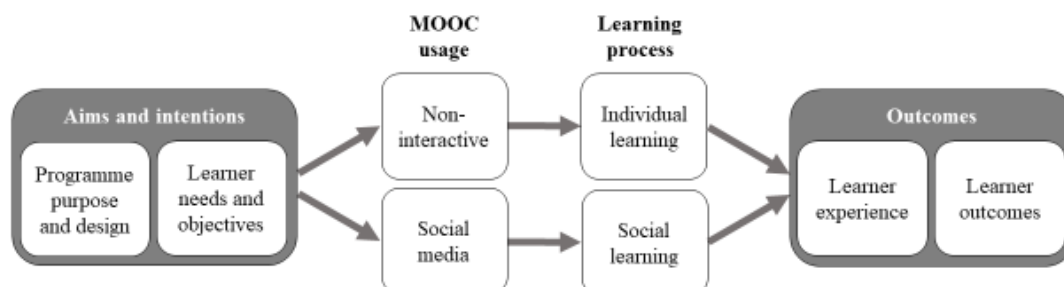 MOOC
usage
Learning
process
Aims and intentions
Programme
purpose
and design
Learner
needs and
objectives
Non-
interactive
Individual
learning
Social
media
Social
learning
Outcomes
Learner
experience
Learner
outcomes